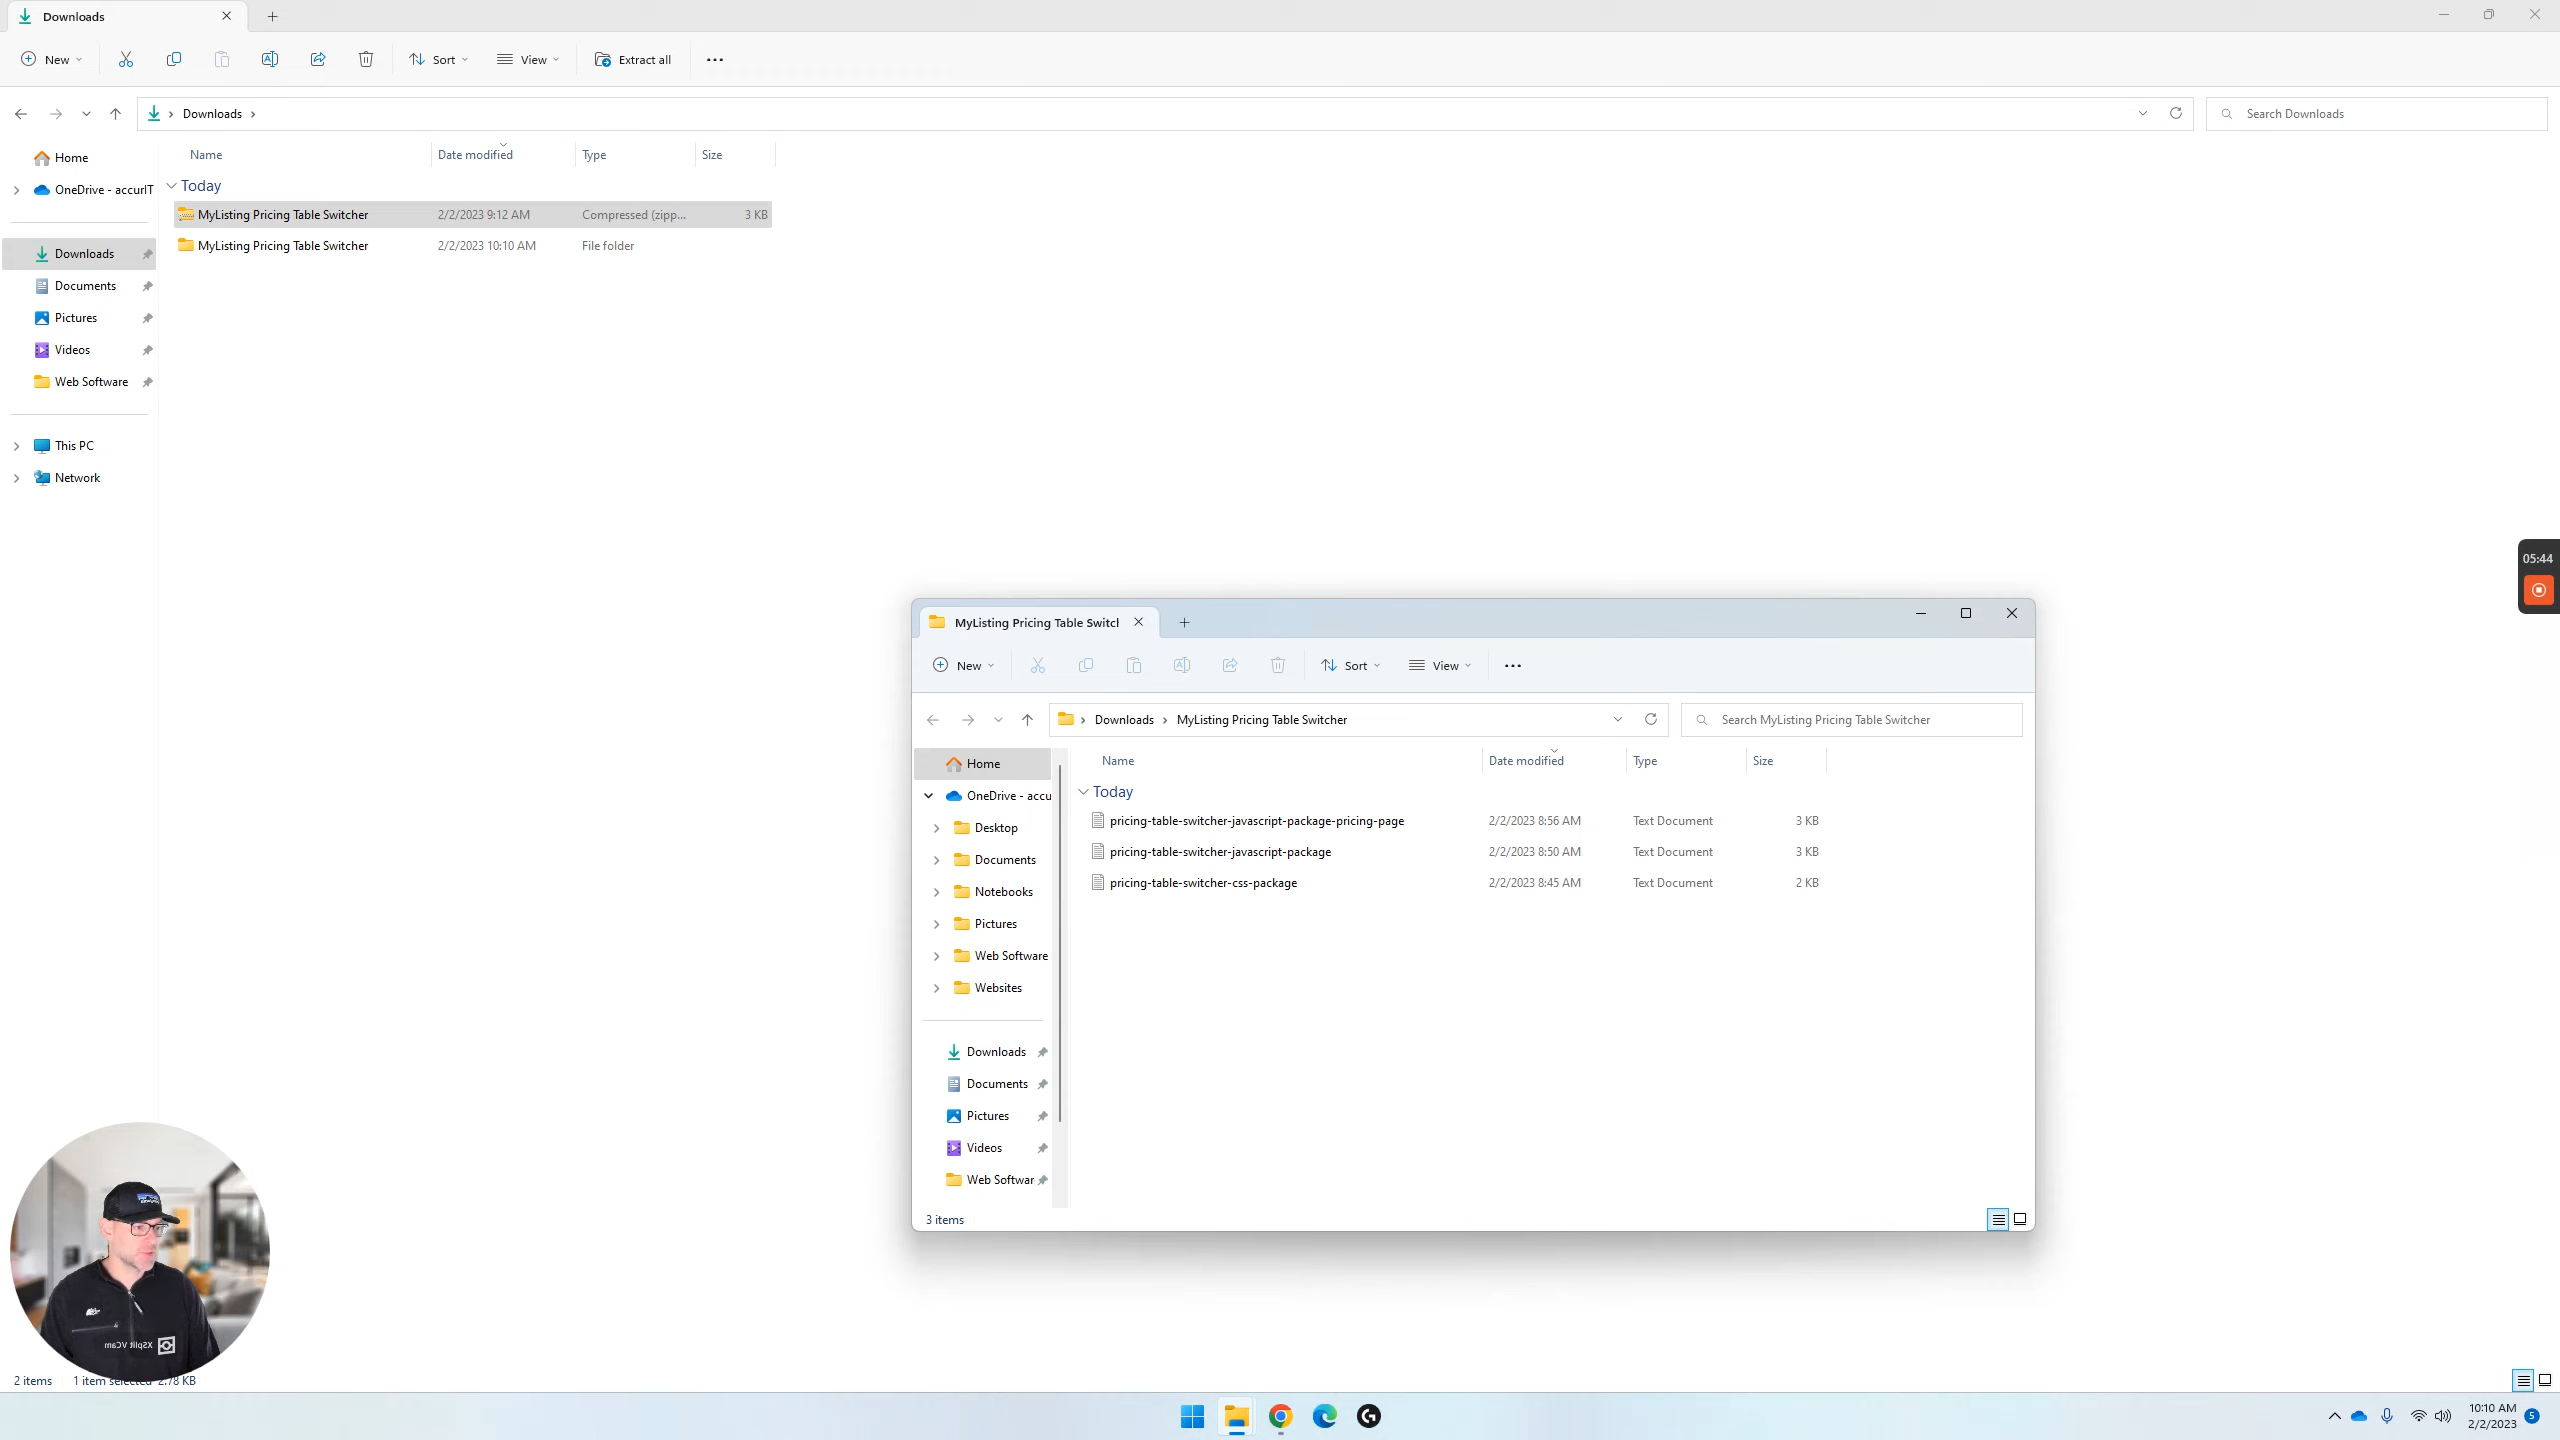 Downloads
New
Sort
View
Extract all
Downloads
Search Downloads
Home
OneDrive - accurIT
Downloads
Documents
Pictures
Videos
Web Software
This PC
Network
Name Date modified Type Size
Today
MyListing Pricing Table Switcher 2/2/2023 9:12 AM Compressed (zipp... 3 KB
MyListing Pricing Table Switcher 2/2/2023 10:10 AM File folder
05:44
MyListing Pricing Table Switcl
New
Sort
View
Downloads MyListing Pricing Table Switcher
Search MyListing Pricing Table Switcher
Home
OneDrive - accu
Desktop
Documents
Notebooks
Pictures
Web Software
Websites
Downloads
Documents
Pictures
Videos
Web Softwar
Name Date modified Type Size
Today
pricing-table-switcher-javascript-package-pricing-page 2/2/2023 8:56 AM Text Document 3 KB
pricing-table-switcher-javascript-package 2/2/2023 8:50 AM Text Document 3 KB
pricing-table-switcher-css-package 2/2/2023 8:45 AM Text Document 2 KB
3 items
XSplit VCam
2 items 1 item selected 2.78 KB
10:10 AM
2/2/2023
5